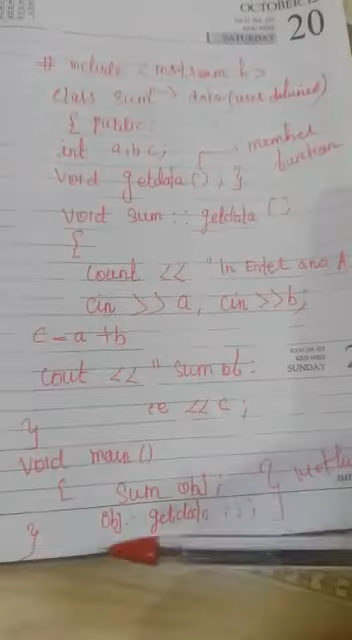 OCTOBER
20
SATURDAY
# include <iostream.h>
class sum → data (user defined)
{ public:
int a,b,c; member
function
void getdata(); }
void sum :: getdata ()
{
count << "In Enter ano A
cin >> a, cin >> b;
c = a + b
cout << " sum of:
<< c;
SUNDAY
}
void main()
{ sum obj;
obj. getdata ();
}